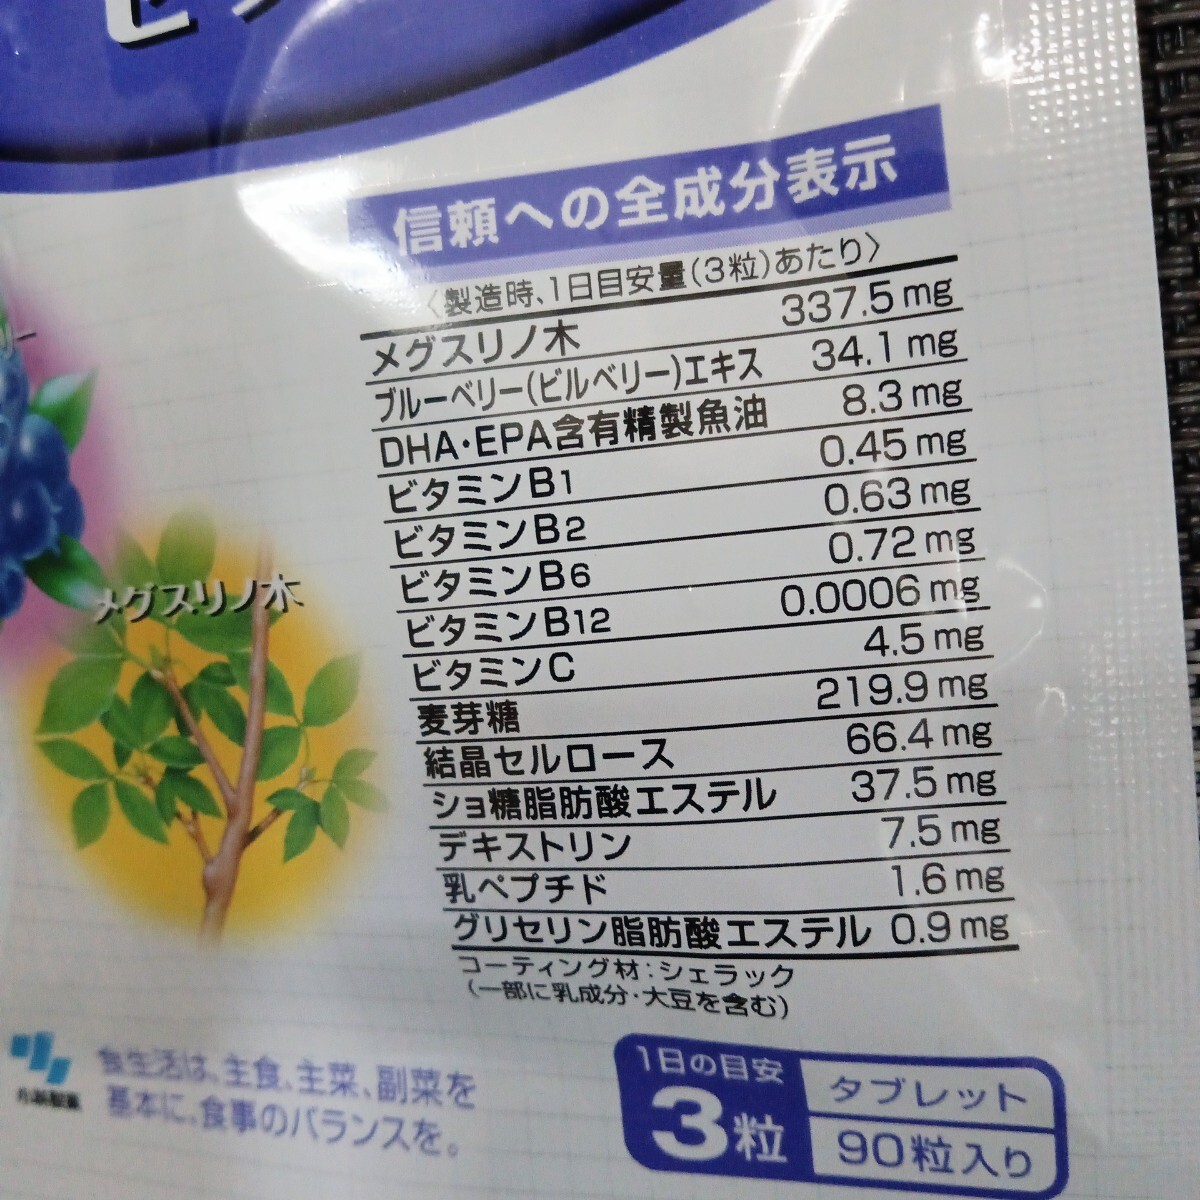 信頼への全成分表示
〈製造時、1日目安量(3粒)あたり〉
メグスリノ木 337.5mg
ブルーベリー(ビルベリー)エキス 34.1mg
DHA・EPA含有精製魚油 8.3mg
ビタミンB1 0.45mg
ビタミンB2 0.63mg
ビタミンB6 0.72mg
ビタミンB12 0.0006mg
ビタミンC 4.5mg
麦芽糖 219.9mg
結晶セルロース 66.4mg
ショ糖脂肪酸エステル 37.5mg
デキストリン 7.5mg
乳ペプチド 1.6mg
グリセリン脂肪酸エステル 0.9mg
コーティング材:シェラック
(一部に乳成分・大豆を含む)
メグスリノ木
小林製薬
食生活は、主食、主菜、副菜を
基本に、食事のバランスを。
1日の目安
3粒
タブレット
90粒入り